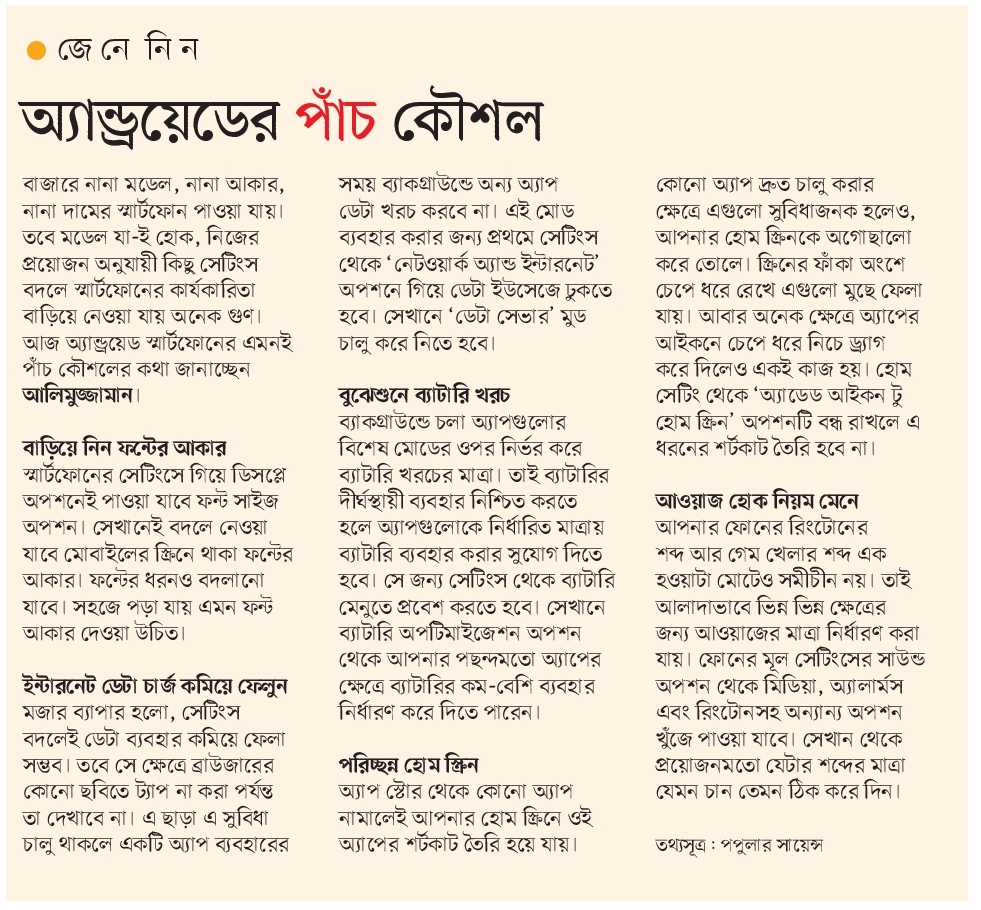 জেনে নিন
অ্যান্ড্রয়েডের পাঁচ কৌশল
বাজারে নানা মডেল, নানা আকার,
নানা দামের স্মার্টফোন পাওয়া যায়।
তবে মডেল যা-ই হোক, নিজের
প্রয়োজন অনুযায়ী কিছু সেটিংস
বদলে স্মার্টফোনের কার্যকারিতা
বাড়িয়ে নেওয়া যায় অনেক গুণ।
আজ অ্যান্ড্রয়েড স্মার্টফোনের এমনই
পাঁচ কৌশলের কথা জানাচ্ছেন
আলিমুজ্জামান।
বাড়িয়ে নিন ফন্টের আকার
স্মার্টফোনের সেটিংসে গিয়ে ডিসপ্লে
অপশনেই পাওয়া যাবে ফন্ট সাইজ
অপশন। সেখানেই বদলে নেওয়া
যাবে মোবাইলের স্ক্রিনে থাকা ফন্টের
আকার। ফন্টের ধরনও বদলানো
যাবে। সহজে পড়া যায় এমন ফন্ট
আকার দেওয়া উচিত।
ইন্টারনেট ডেটা চার্জ কমিয়ে ফেলুন
মজার ব্যাপার হলো, সেটিংস
বদলেই ডেটা ব্যবহার কমিয়ে ফেলা
সম্ভব। তবে সে ক্ষেত্রে ব্রাউজারের
কোনো ছবিতে ট্যাপ না করা পর্যন্ত
তা দেখাবে না। এ ছাড়া এ সুবিধা
চালু থাকলে একটি অ্যাপ ব্যবহারের
সময় ব্যাকগ্রাউন্ডে অন্য অ্যাপ
ডেটা খরচ করবে না। এই মোড
ব্যবহার করার জন্য প্রথমে সেটিংস
থেকে ‘নেটওয়ার্ক অ্যান্ড ইন্টারনেট’
অপশনে গিয়ে ডেটা ইউসেজে ঢুকতে
হবে। সেখানে ‘ডেটা সেভার’ মুড
চালু করে নিতে হবে।
বুঝেশুনে ব্যাটারি খরচ
ব্যাকগ্রাউন্ডে চলা অ্যাপগুলোর
বিশেষ মোডের ওপর নির্ভর করে
ব্যাটারি খরচের মাত্রা। তাই ব্যাটারির
দীর্ঘস্থায়ী ব্যবহার নিশ্চিত করতে
হলে অ্যাপগুলোকে নির্ধারিত মাত্রায়
ব্যাটারি ব্যবহার করার সুযোগ দিতে
হবে। সে জন্য সেটিংস থেকে ব্যাটারি
মেনুতে প্রবেশ করতে হবে। সেখানে
ব্যাটারি অপটিমাইজেশন অপশন
থেকে আপনার পছন্দমতো অ্যাপের
ক্ষেত্রে ব্যাটারির কম-বেশি ব্যবহার
নির্ধারণ করে দিতে পারেন।
পরিচ্ছন্ন হোম স্ক্রিন
অ্যাপ স্টোর থেকে কোনো অ্যাপ
নামালেই আপনার হোম স্ক্রিনে ওই
অ্যাপের শর্টকাট তৈরি হয়ে যায়।
কোনো অ্যাপ দ্রুত চালু করার
ক্ষেত্রে এগুলো সুবিধাজনক হলেও,
আপনার হোম স্ক্রিনকে অগোছালো
করে তোলে। স্ক্রিনের ফাঁকা অংশে
চেপে ধরে রেখে এগুলো মুছে ফেলা
যায়। আবার অনেক ক্ষেত্রে অ্যাপের
আইকনে চেপে ধরে নিচে ড্র্যাগ
করে দিলেও একই কাজ হয়। হোম
সেটিং থেকে ‘অ্যাডেড আইকন টু
হোম স্ক্রিন’ অপশনটি বন্ধ রাখলে এ
ধরনের শর্টকাট তৈরি হবে না।
আওয়াজ হোক নিয়ম মেনে
আপনার ফোনের রিংটোনের
শব্দ আর গেম খেলার শব্দ এক
হওয়াটা মোটেও সমীচীন নয়। তাই
আলাদাভাবে ভিন্ন ভিন্ন ক্ষেত্রের
জন্য আওয়াজের মাত্রা নির্ধারণ করা
যায়। ফোনের মূল সেটিংসের সাউন্ড
অপশন থেকে মিডিয়া, অ্যালার্মস
এবং রিংটোনসহ অন্যান্য অপশন
খুঁজে পাওয়া যাবে। সেখান থেকে
প্রয়োজনমতো যেটার শব্দের মাত্রা
যেমন চান তেমন ঠিক করে দিন।
তথ্যসূত্র : পপুলার সায়েন্স